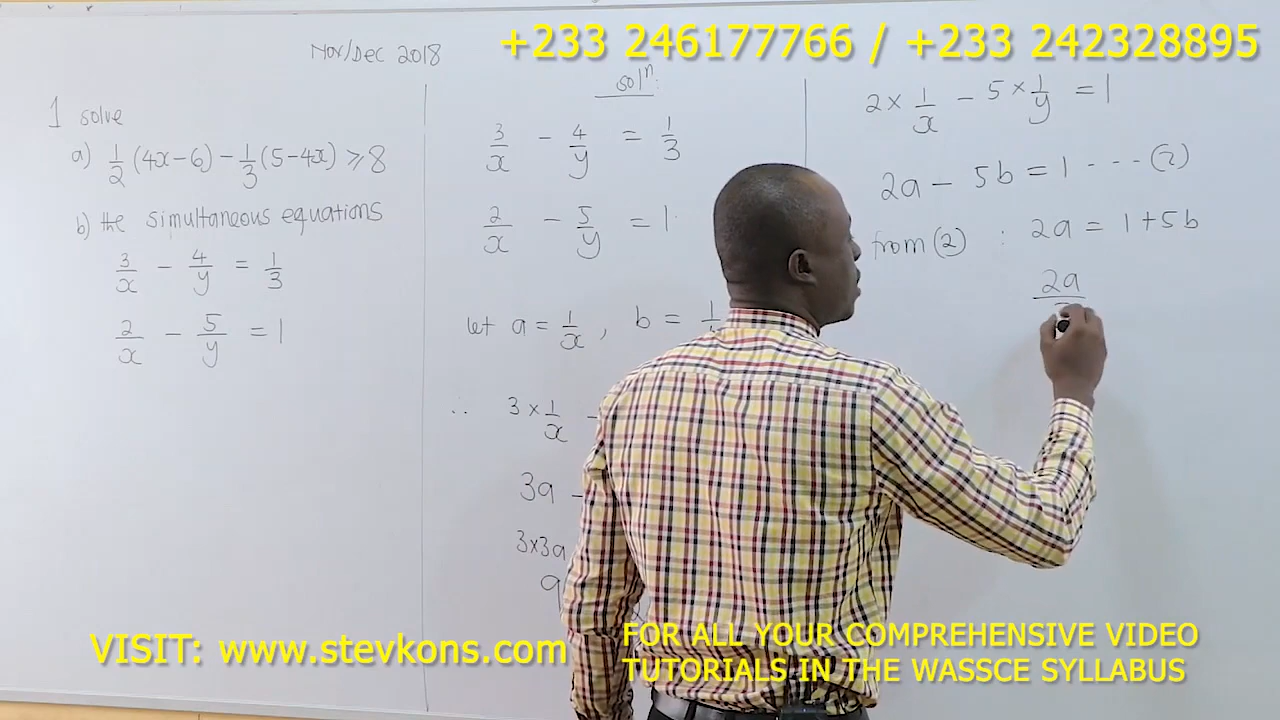 +233 246177766 / +233 242328895
Nov/Dec 2018
1 solve
a) 1/2 (4x-6) - 1/3 (5-4x) ≥ 8
b) the simultaneous equations
3/x - 4/y = 1/3
2/x - 5/y = 1
solⁿ:
3/x - 4/y = 1/3
2/x - 5/y = 1
let a = 1/x , b = 1
∴ 3 × 1/x -
3a -
3×3a
9
2 × 1/x - 5 × 1/y = 1
2a - 5b = 1 --- (2)
from (2) : 2a = 1 + 5b
2a
VISIT: www.stevkons.com
FOR ALL YOUR COMPREHENSIVE VIDEO
TUTORIALS IN THE WASSCE SYLLABUS